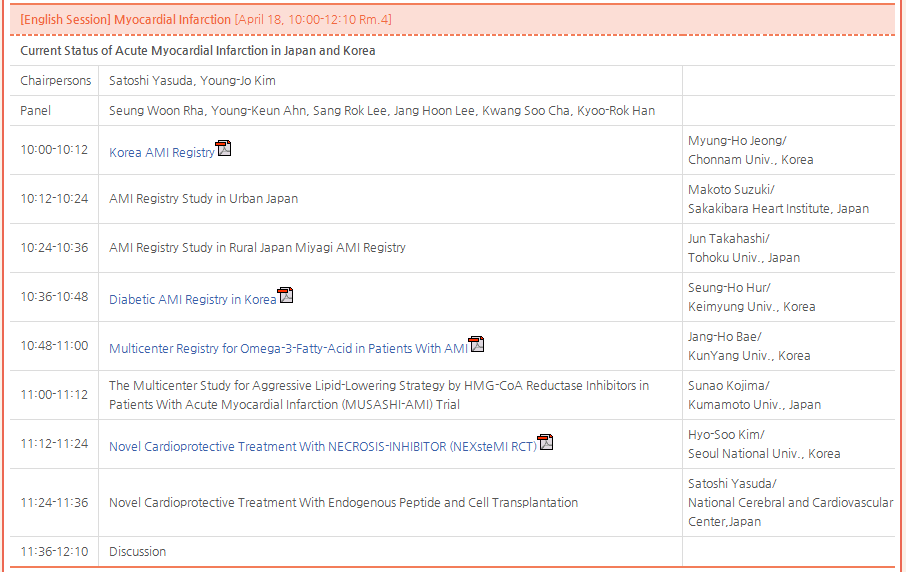 [English Session] Myocardial Infarction [April 18, 10:00-12:10 Rm.4]
Current Status of Acute Myocardial Infarction in Japan and Korea
Chairpersons Satoshi Yasuda, Young-Jo Kim
Panel Seung Woon Rha, Young-Keun Ahn, Sang Rok Lee, Jang Hoon Lee, Kwang Soo Cha, Kyoo-Rok Han
10:00-10:12 Korea AMI Registry Myung-Ho Jeong/
Chonnam Univ., Korea
10:12-10:24 AMI Registry Study in Urban Japan Makoto Suzuki/
Sakakibara Heart Institute, Japan
10:24-10:36 AMI Registry Study in Rural Japan Miyagi AMI Registry Jun Takahashi/
Tohoku Univ., Japan
10:36-10:48 Diabetic AMI Registry in Korea Seung-Ho Hur/
Keimyung Univ., Korea
10:48-11:00 Multicenter Registry for Omega-3-Fatty-Acid in Patients With AMI Jang-Ho Bae/
KunYang Univ., Korea
11:00-11:12 The Multicenter Study for Aggressive Lipid-Lowering Strategy by HMG-CoA Reductase Inhibitors in Sunao Kojima/
Patients With Acute Myocardial Infarction (MUSASHI-AMI) Trial Kumamoto Univ., Japan
11:12-11:24 Novel Cardioprotective Treatment With NECROSIS-INHIBITOR (NEXsteMI RCT) Hyo-Soo Kim/
Seoul National Univ., Korea
11:24-11:36 Novel Cardioprotective Treatment With Endogenous Peptide and Cell Transplantation Satoshi Yasuda/
National Cerebral and Cardiovascular
Center,Japan
11:36-12:10 Discussion